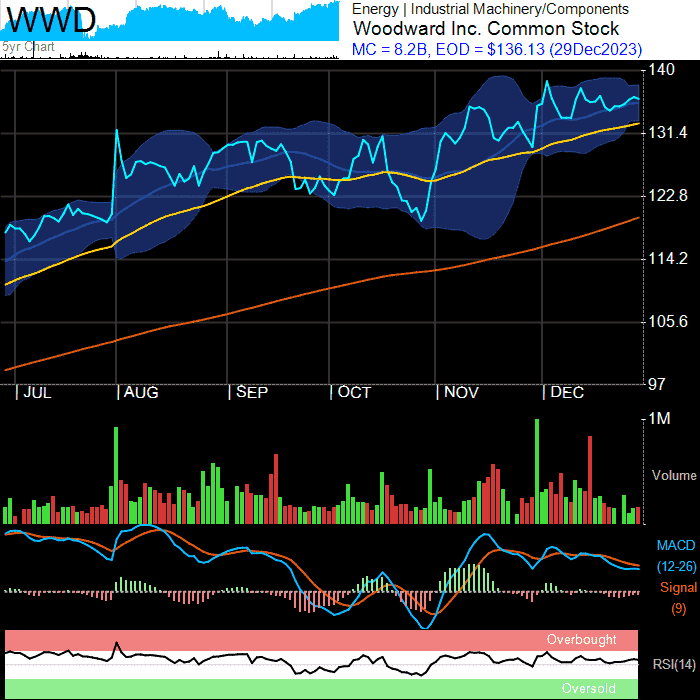 WWD
5yr Chart
Energy | Industrial Machinery/Components
Woodward Inc. Common Stock
MC = 8.2B, EOD = $136.13 (29Dec2023)
140
131.4
122.8
114.2
105.6
97
JUL AUG SEP OCT NOV DEC
1M
Volume
MACD
(12-26)
Signal
(9)
Overbought
RSI(14)
Oversold